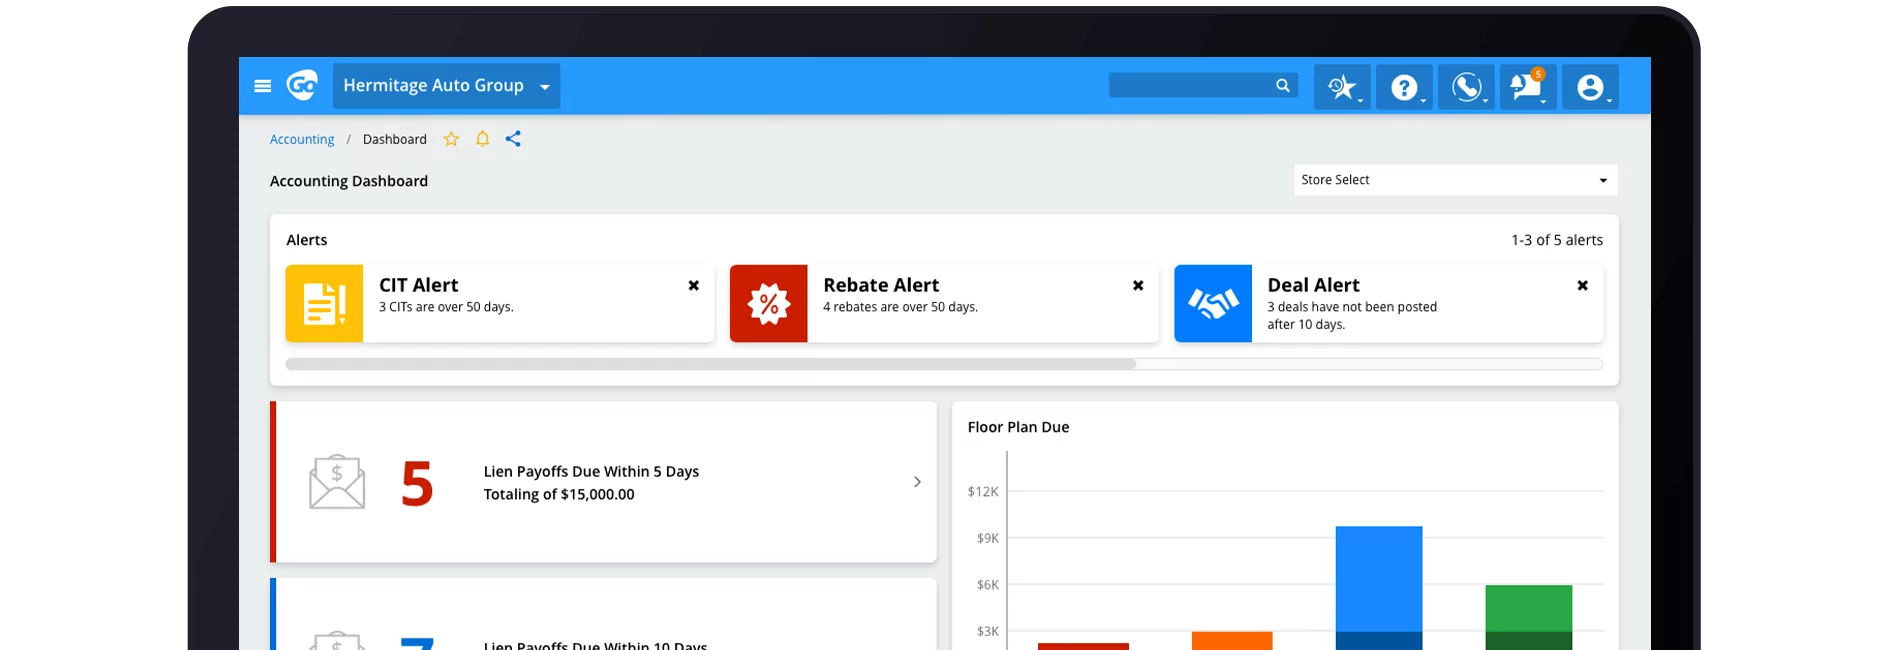 Go
Hermitage Auto Group
5
Accounting / Dashboard
Accounting Dashboard
Store Select
Alerts
1-3 of 5 alerts
CIT Alert
3 CITs are over 50 days.
Rebate Alert
4 rebates are over 50 days.
Deal Alert
3 deals have not been posted
after 10 days.
5
Lien Payoffs Due Within 5 Days
Totaling of $15,000.00
7
Lien Payoffs Due Within 10 Days
Floor Plan Due
$12K
$9K
$6K
$3K